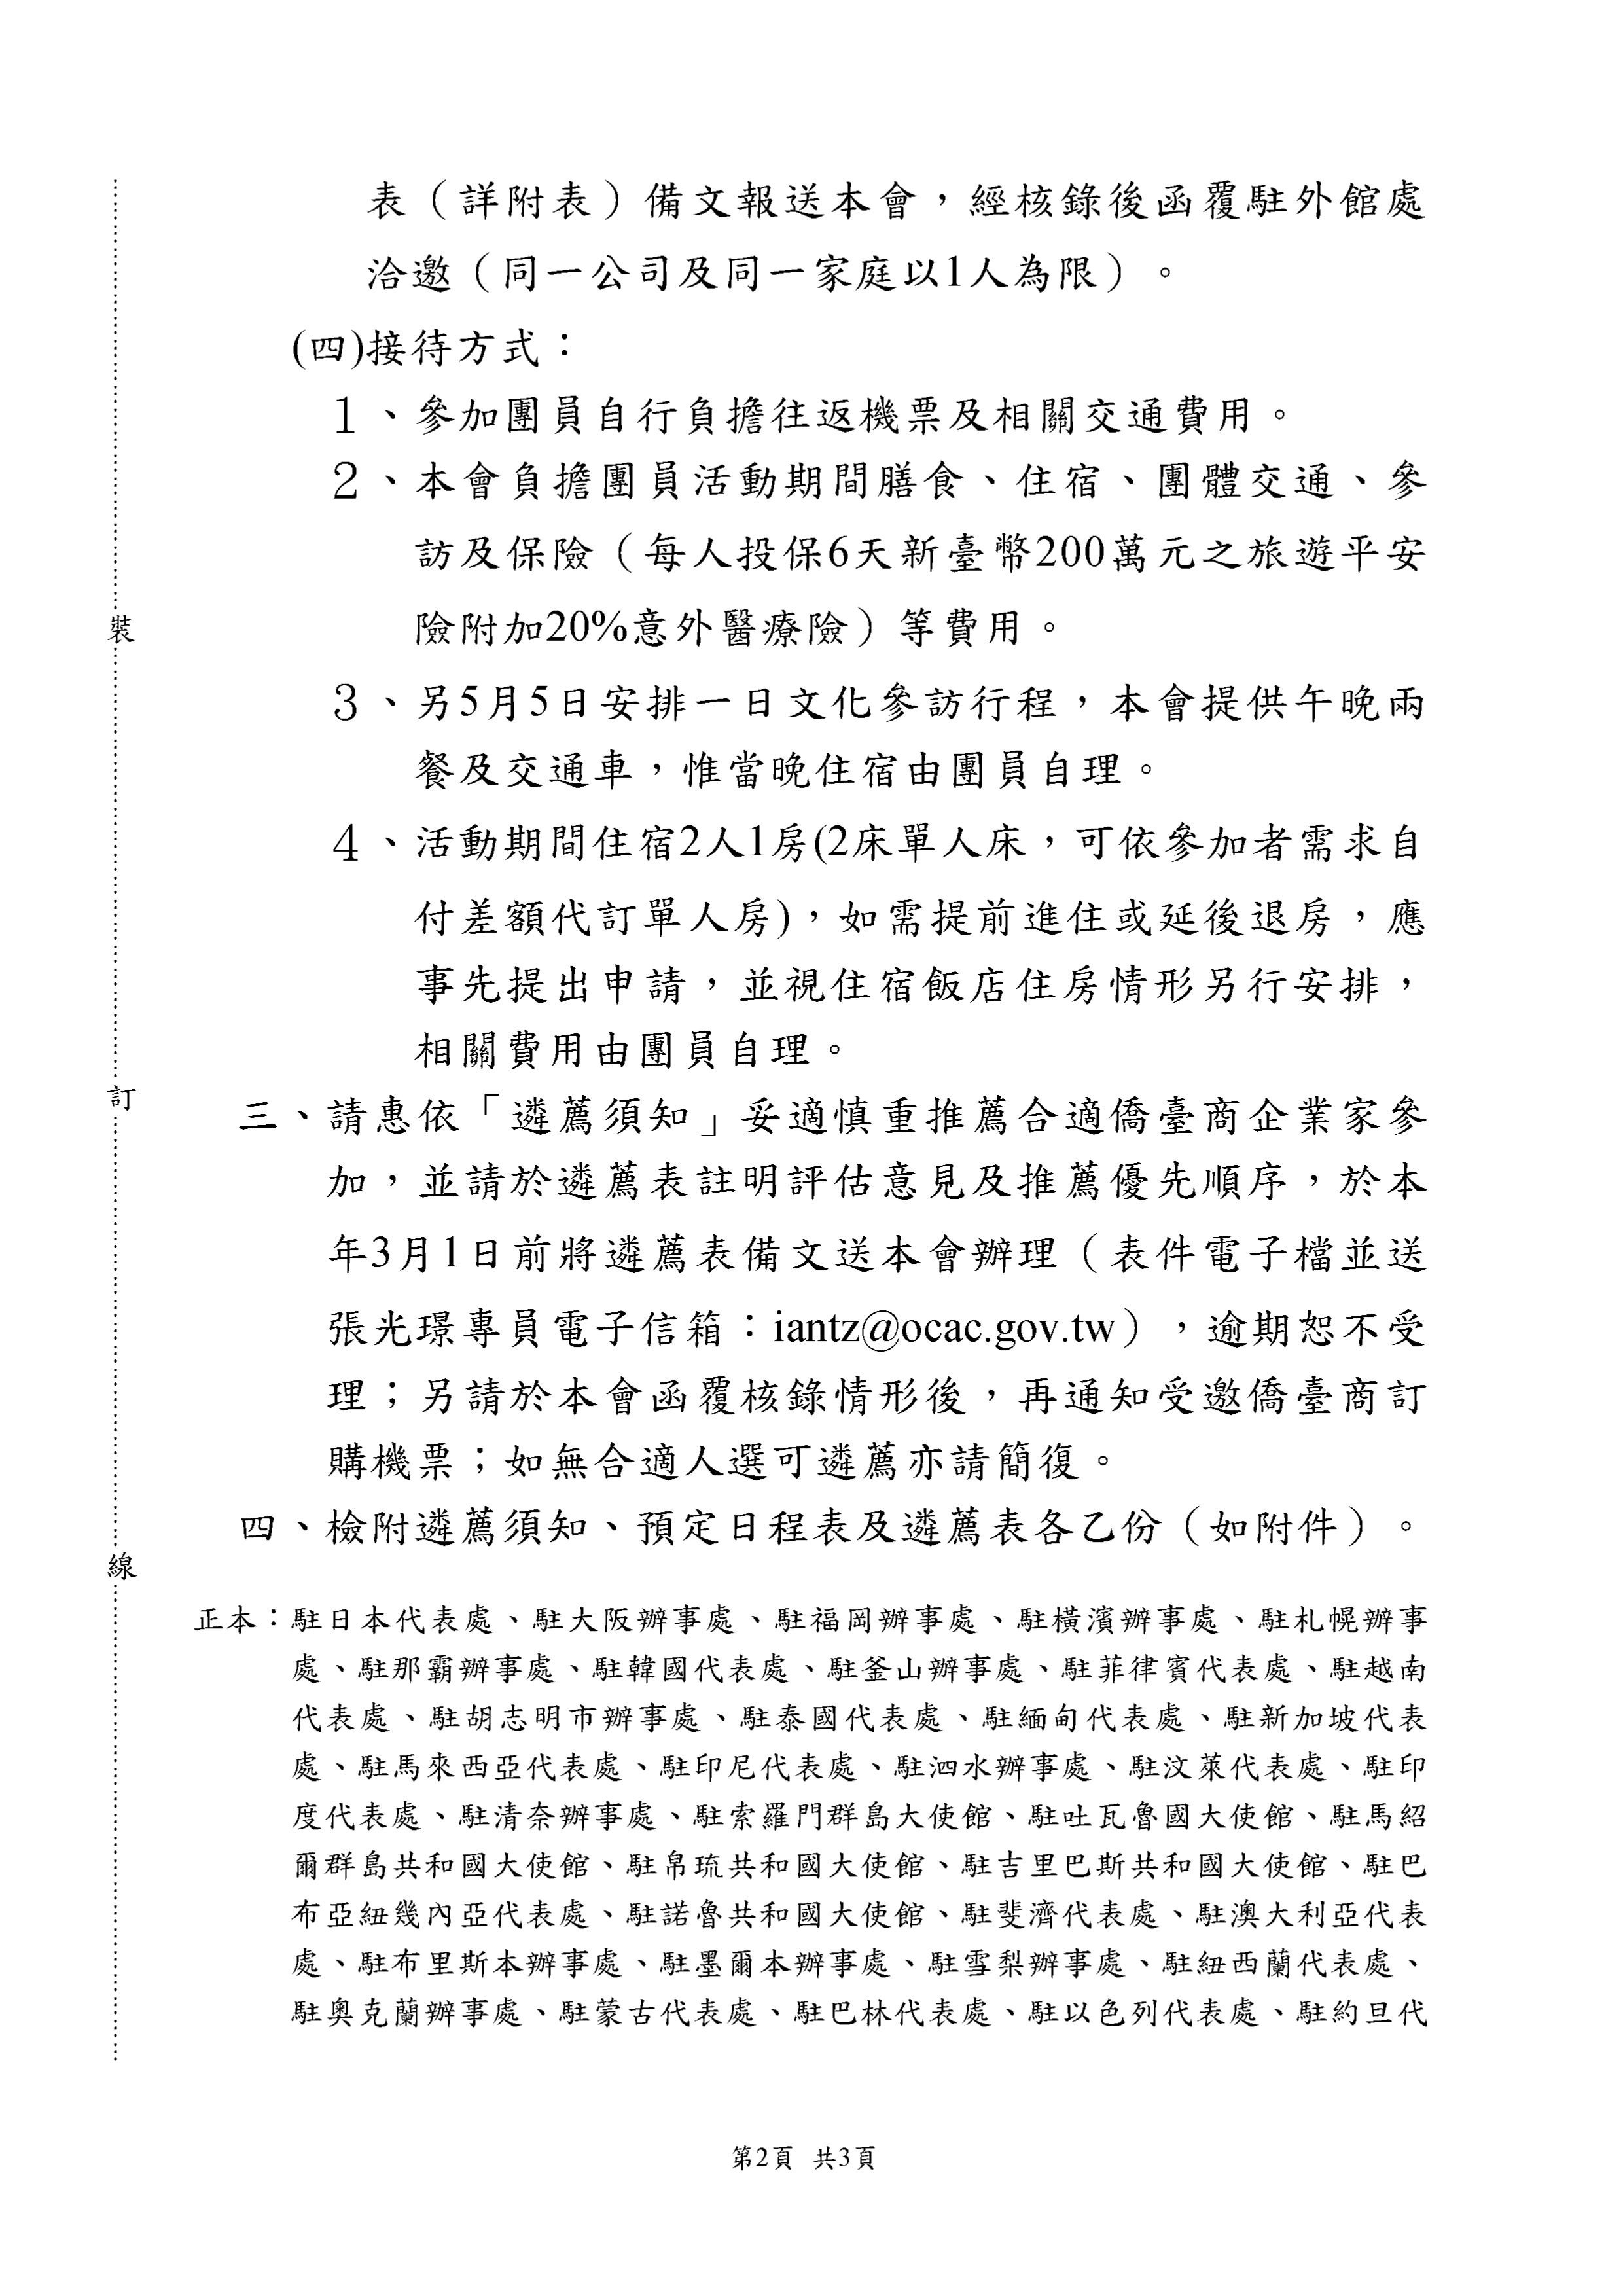 表（詳附表）備文報送本會，經核錄後函覆駐外館處
洽邀（同一公司及同一家庭以1人為限）。
(四)接待方式：
１、參加團員自行負擔往返機票及相關交通費用。
２、本會負擔團員活動期間膳食、住宿、團體交通、參
訪及保險（每人投保6天新臺幣200萬元之旅遊平安
險附加20%意外醫療險）等費用。
３、另5月5日安排一日文化參訪行程，本會提供午晚兩
餐及交通車，惟當晚住宿由團員自理。
４、活動期間住宿2人1房(2床單人床，可依參加者需求自
付差額代訂單人房)，如需提前進住或延後退房，應
事先提出申請，並視住宿飯店住房情形另行安排，
相關費用由團員自理。
三、請惠依「遴薦須知」妥適慎重推薦合適僑臺商企業家參
加，並請於遴薦表註明評估意見及推薦優先順序，於本
年3月1日前將遴薦表備文送本會辦理（表件電子檔並送
張光璟專員電子信箱：iantz@ocac.gov.tw），逾期恕不受
理；另請於本會函覆核錄情形後，再通知受邀僑臺商訂
購機票；如無合適人選可遴薦亦請簡復。
四、檢附遴薦須知、預定日程表及遴薦表各乙份（如附件）。
正本：駐日本代表處、駐大阪辦事處、駐福岡辦事處、駐橫濱辦事處、駐札幌辦事
處、駐那霸辦事處、駐韓國代表處、駐釜山辦事處、駐菲律賓代表處、駐越南
代表處、駐胡志明市辦事處、駐泰國代表處、駐緬甸代表處、駐新加坡代表
處、駐馬來西亞代表處、駐印尼代表處、駐泗水辦事處、駐汶萊代表處、駐印
度代表處、駐清奈辦事處、駐索羅門群島大使館、駐吐瓦魯國大使館、駐馬紹
爾群島共和國大使館、駐帛琉共和國大使館、駐吉里巴斯共和國大使館、駐巴
布亞紐幾內亞代表處、駐諾魯共和國大使館、駐斐濟代表處、駐澳大利亞代表
處、駐布里斯本辦事處、駐墨爾本辦事處、駐雪梨辦事處、駐紐西蘭代表處、
駐奧克蘭辦事處、駐蒙古代表處、駐巴林代表處、駐以色列代表處、駐約旦代
裝
訂
線
第2頁 共3頁